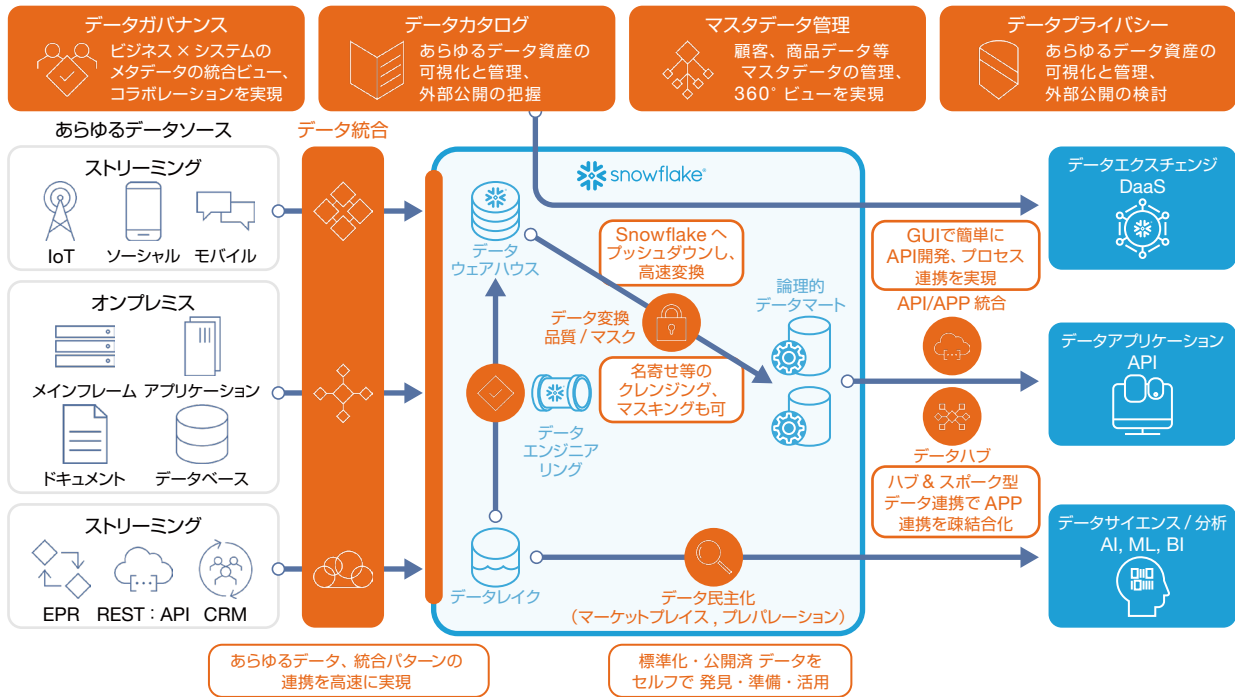 データガバナンス
ビジネス × システムの
メタデータの統合ビュー、
コラボレーションを実現
データカタログ
あらゆるデータ資産の
可視化と管理、
外部公開の把握
マスタデータ管理
顧客、商品データ等
マスタデータの管理、
360° ビューを実現
データプライバシー
あらゆるデータ資産の
可視化と管理、
外部公開の検討
あらゆるデータソース
データ統合
ストリーミング
IoT
ソーシャル
モバイル
オンプレミス
メインフレーム
アプリケーション
ドキュメント
データベース
ストリーミング
EPR
REST：API
CRM
snowflake®
データ
ウェアハウス
Snowflake へ
プッシュダウンし、
高速変換
データ変換
品質 / マスク
論理的
データマート
名寄せ等の
クレンジング、
マスキングも可
データ
エンジニア
リング
データレイク
データ民主化
（マーケットプレイス , プレパレーション）
GUIで簡単に
API開発、プロセス
連携を実現
API/APP 統合
データハブ
ハブ & スポーク型
データ連携で APP
連携を疎結合化
データエクスチェンジ
DaaS
データアプリケーション
API
データサイエンス / 分析
AI, ML, BI
あらゆるデータ、統合パターンの
連携を高速に実現
標準化・公開済 データを
セルフで 発見・準備・活用